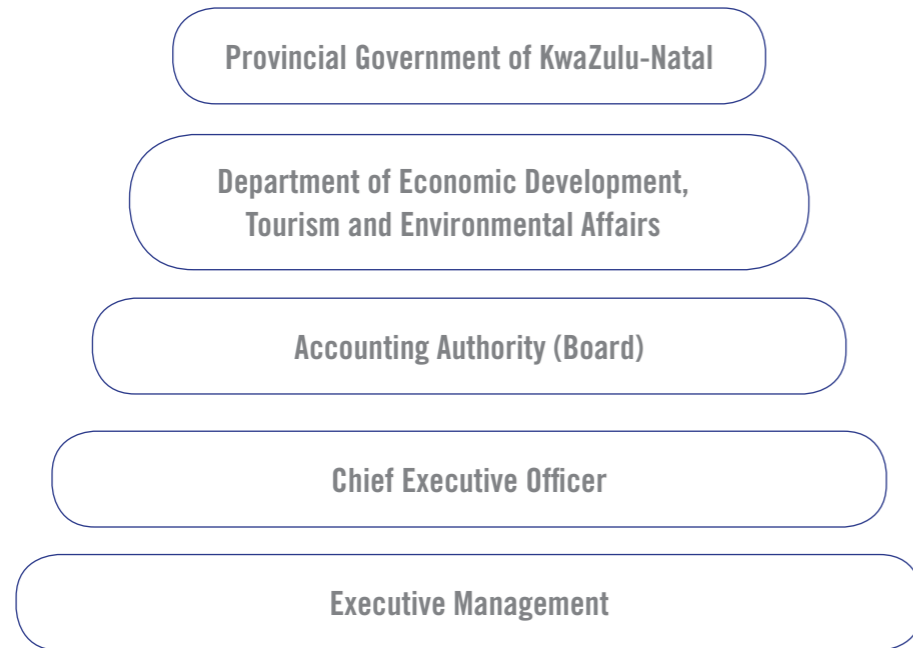 Provincial Government of KwaZulu-Natal
Department of Economic Development,
Tourism and Environmental Affairs
Accounting Authority (Board)
Chief Executive Officer
Executive Management